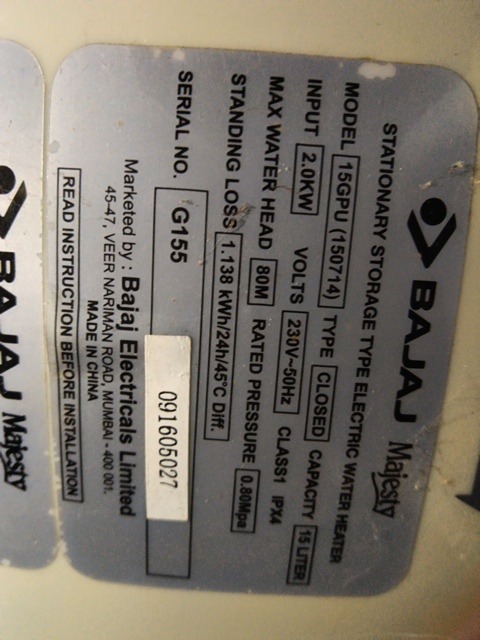 BAJAJ Majesty
STATIONARY STORAGE TYPE ELECTRIC WATER HEATER
MODEL 15GPU (150714) TYPE CLOSED CAPACITY 15 LITER
INPUT 2.0KW VOLTS 230V~50Hz CLASS1 IPX4
MAX WATER HEAD 80M RATED PRESSURE 0.80Mpa
STANDING LOSS 1.138 kWh/24h/45°C Diff.
SERIAL NO. G155 091605027
Marketed by : Bajaj Electricals Limited
45-47, VEER NARIMAN ROAD, MUMBAI - 400 001.
MADE IN CHINA
READ INSTRUCTION BEFORE INSTALLATION
BAJAJ Majesty